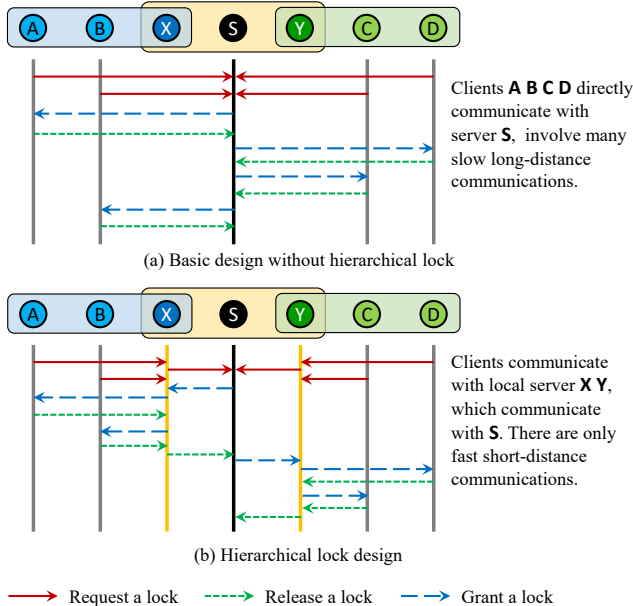 A B X S Y C D
Clients A B C D directly
communicate with
server S, involve many
slow long-distance
communications.
(a) Basic design without hierarchical lock
A B X S Y C D
Clients communicate
with local server X Y,
which communicate
with S. There are only
fast short-distance
communications.
(b) Hierarchical lock design
Request a lock Release a lock Grant a lock